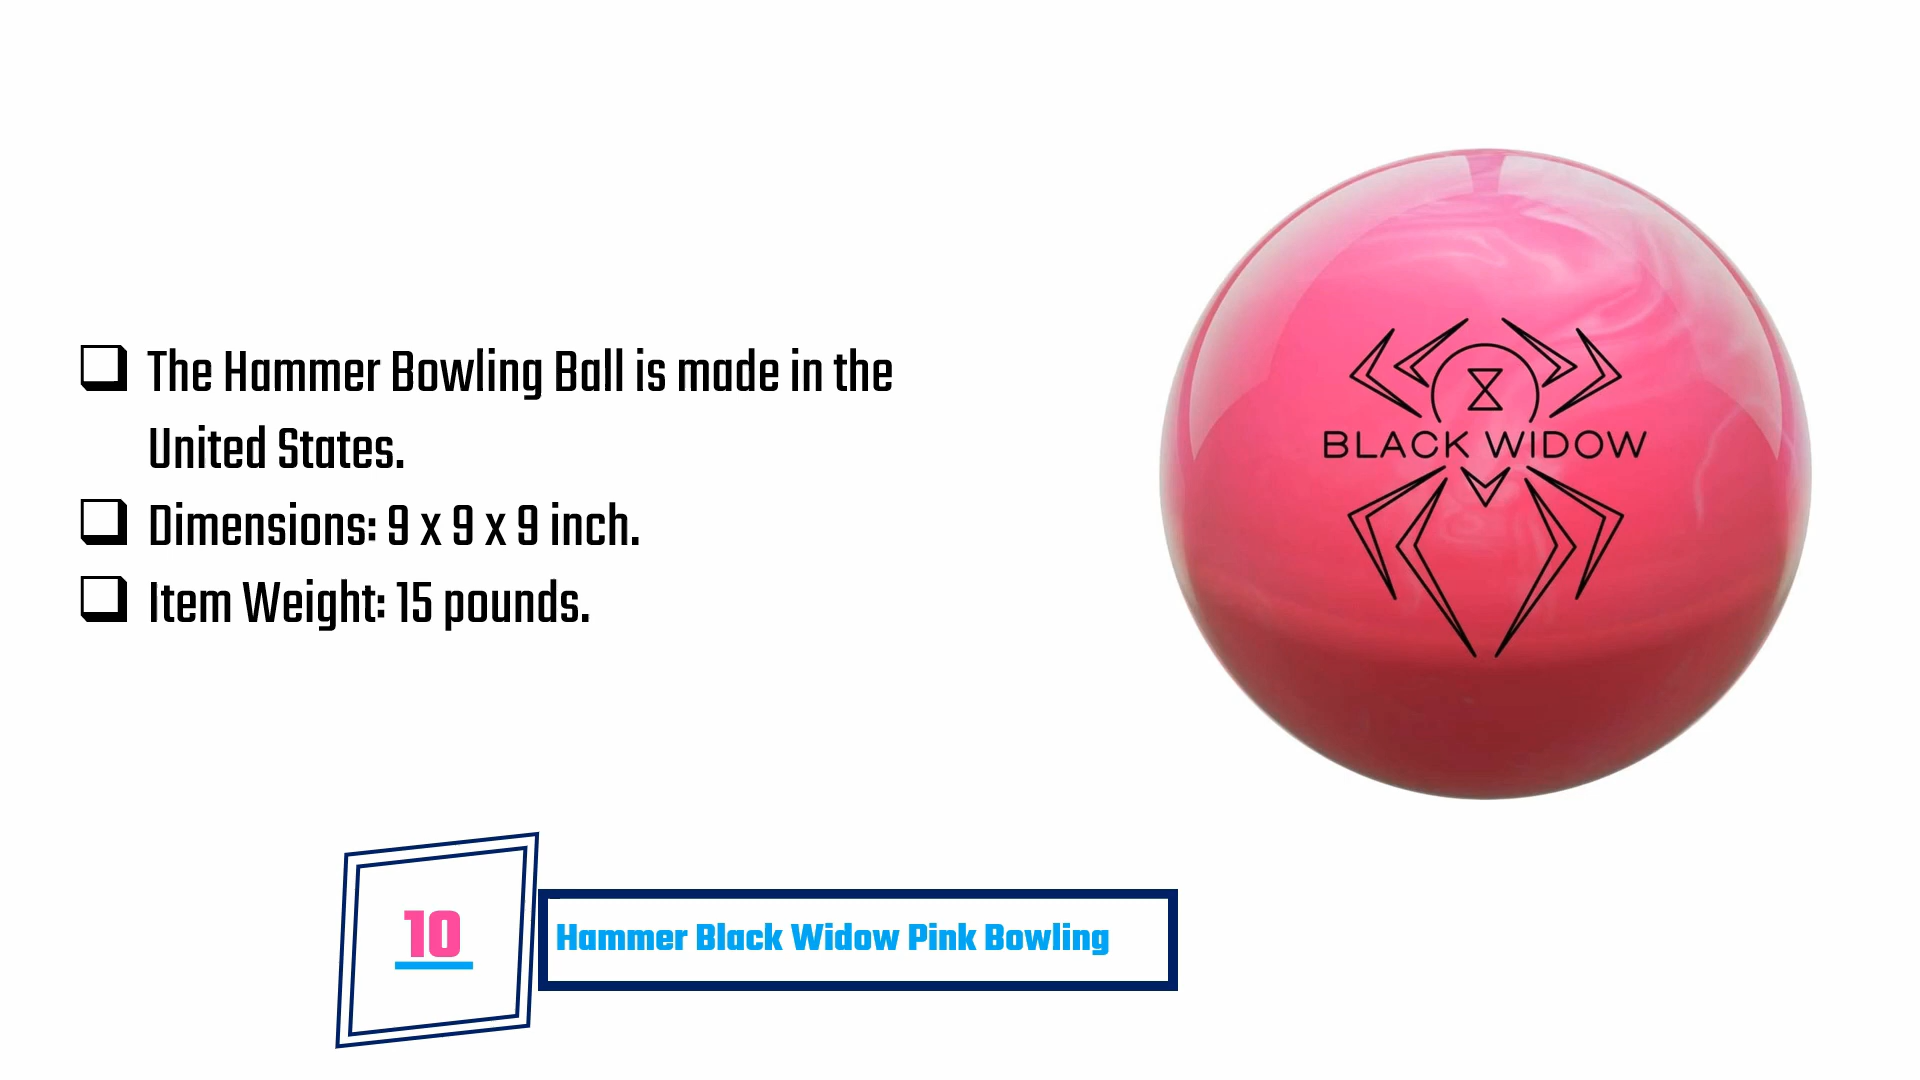 The Hammer Bowling Ball is made in the
United States.
Dimensions: 9 x 9 x 9 inch.
Item Weight: 15 pounds.
BLACK WIDOW
10
Hammer Black Widow Pink Bowling